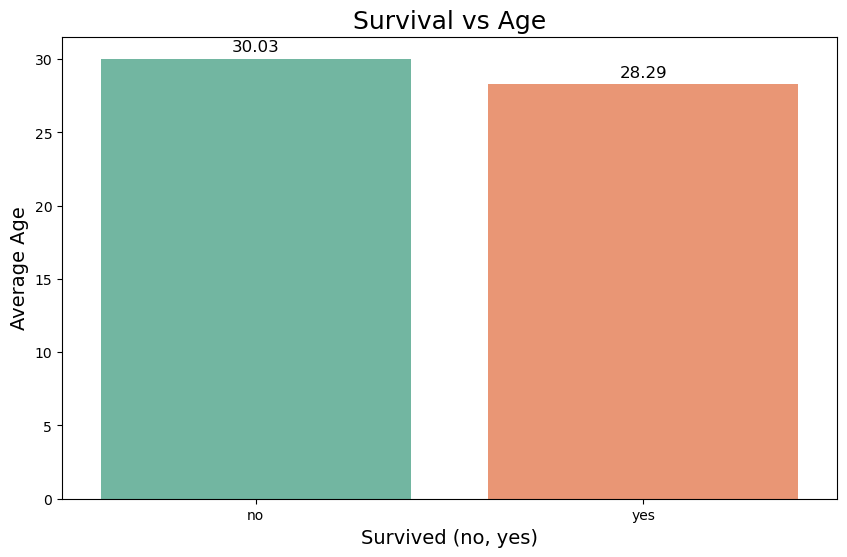 Survival vs Age
30.03
28.29
30
25
20
15
10
5
0
Average Age
no
yes
Survived (no, yes)